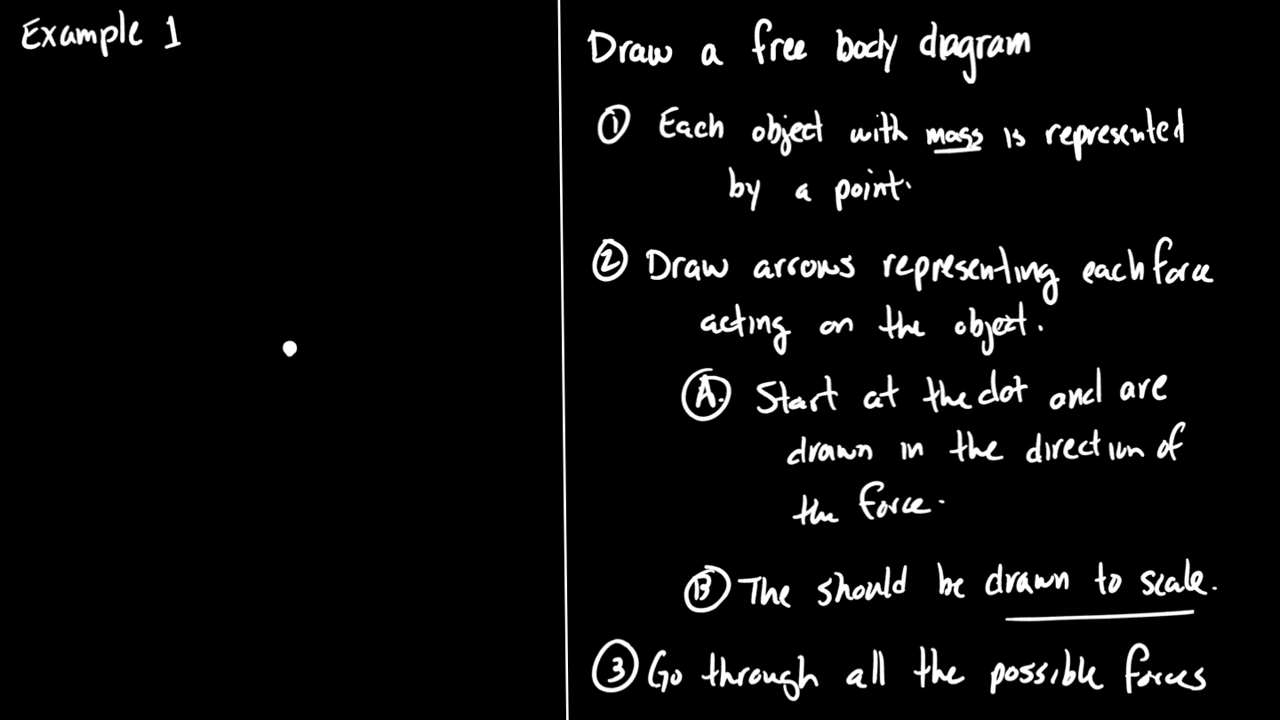 Example 1
Draw a free body diagram
① Each object with mass is represented
by a point.
② Draw arrows representing each force
acting on the object.
Ⓐ. Start at the dot and are
drawn in the direction of
the force.
Ⓑ The should be drawn to scale.
③ Go through all the possible forces